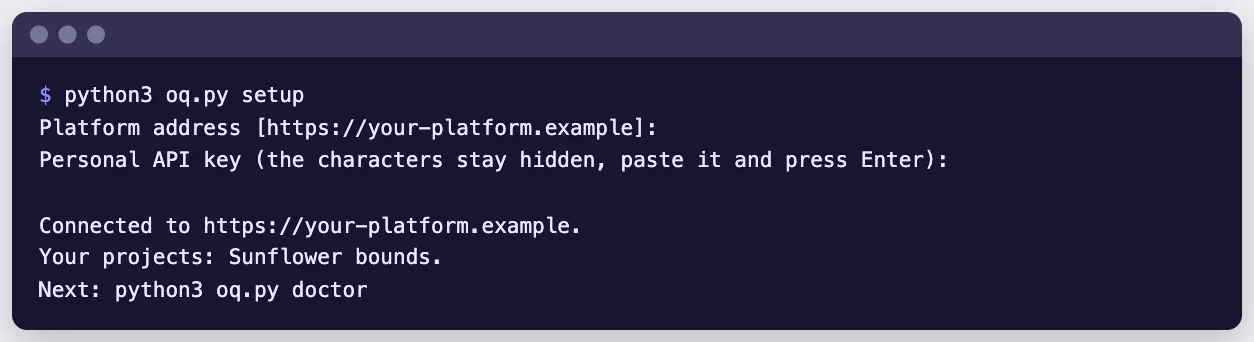 $ python3 oq.py setup
Platform address [https://your-platform.example]:
Personal API key (the characters stay hidden, paste it and press Enter):
Connected to https://your-platform.example.
Your projects: Sunflower bounds.
Next: python3 oq.py doctor